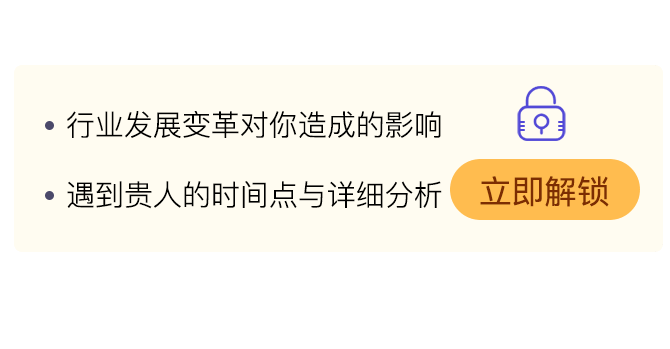 行业发展变革对你造成的影响
遇到贵人的时间点与详细分析
立即解锁